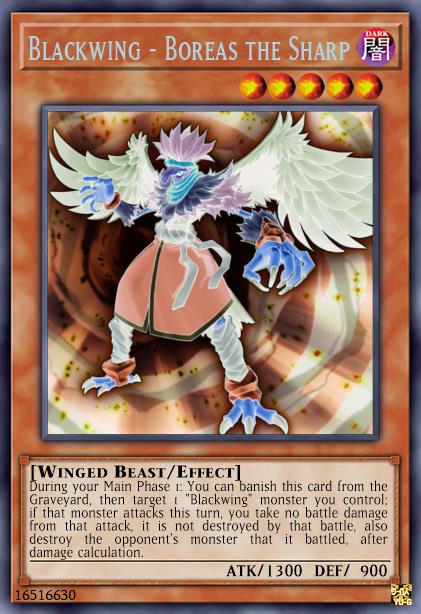 BLACKWING - BOREAS THE SHARP
DARK
闇
[WINGED BEAST/EFFECT]
During your Main Phase 1: You can banish this card from the
Graveyard, then target 1 "Blackwing" monster you control;
if that monster attacks this turn, you take no battle damage
from that attack, it is not destroyed by that battle, also
destroy the opponent's monster that it battled, after
damage calculation.
ATK/1300 DEF/ 900
16516630